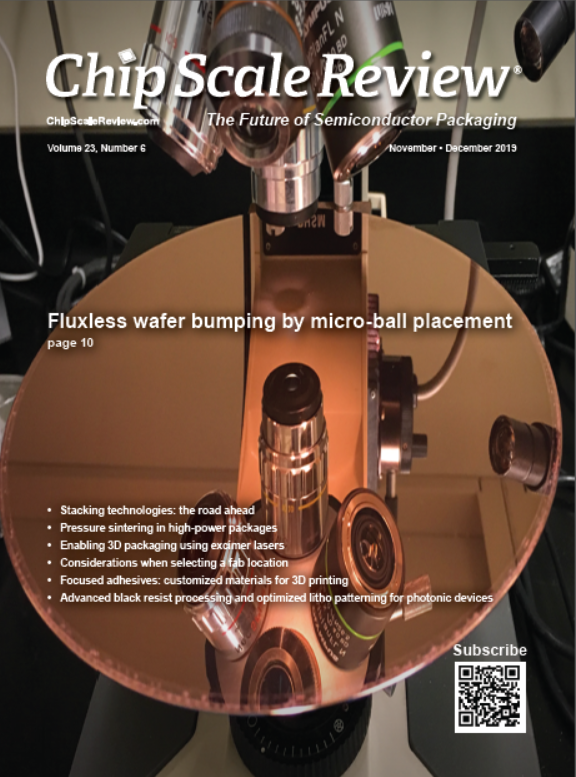 Chip Scale Review®
ChipScaleReview.com
The Future of Semiconductor Packaging
Volume 23, Number 6
November • December 2019
Fluxless wafer bumping by micro-ball placement
page 10
• Stacking technologies: the road ahead
• Pressure sintering in high-power packages
• Enabling 3D packaging using excimer lasers
• Considerations when selecting a fab location
• Focused adhesives: customized materials for 3D printing
• Advanced black resist processing and optimized litho patterning for photonic devices
Subscribe